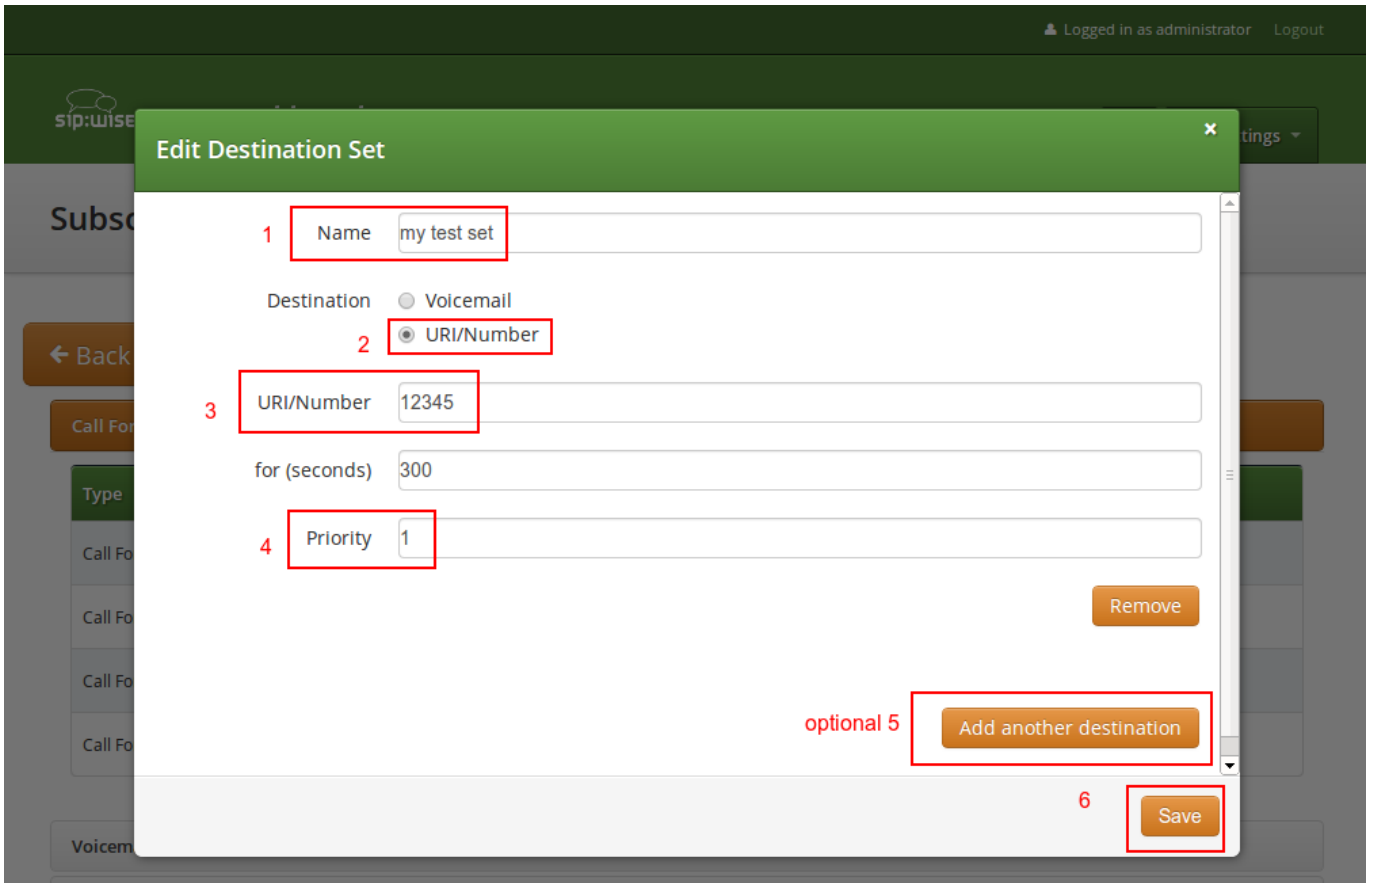 Logged in as administrator Logout
sip:wise
tings
Edit Destination Set ×
Subsc
1 Name my test set
Destination Voicemail
2 URI/Number
Back
3 URI/Number 12345
Call For
for (seconds) 300
Type
4 Priority 1
Call Fo
Remove
Call Fo
Call Fo
optional 5 Add another destination
Call Fo
6 Save
Voicem